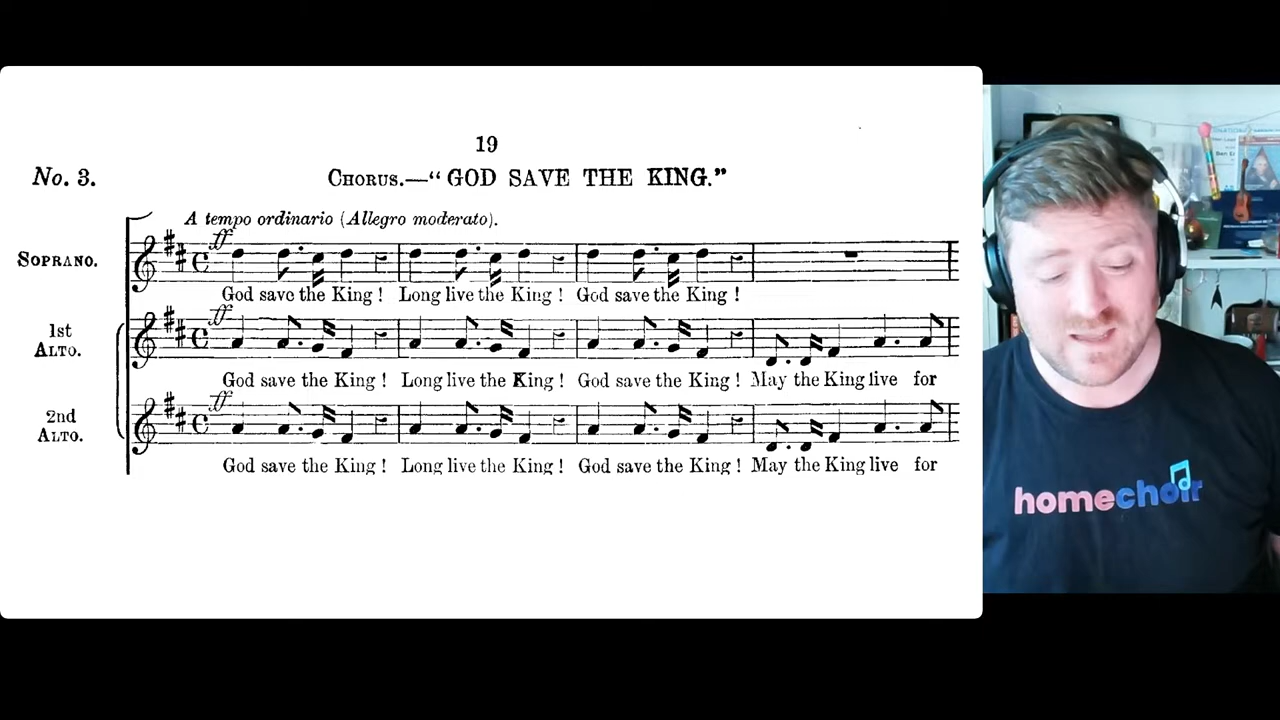 19
No. 3.
CHORUS.—“GOD SAVE THE KING.”
A tempo ordinario (Allegro moderato).
ff
SOPRANO.
God save the King! Long live the King! God save the King!
ff
1st
ALTO.
God save the King! Long live the King! God save the King! May the King live for
ff
2nd
ALTO.
God save the King! Long live the King! God save the King! May the King live for
homechoir